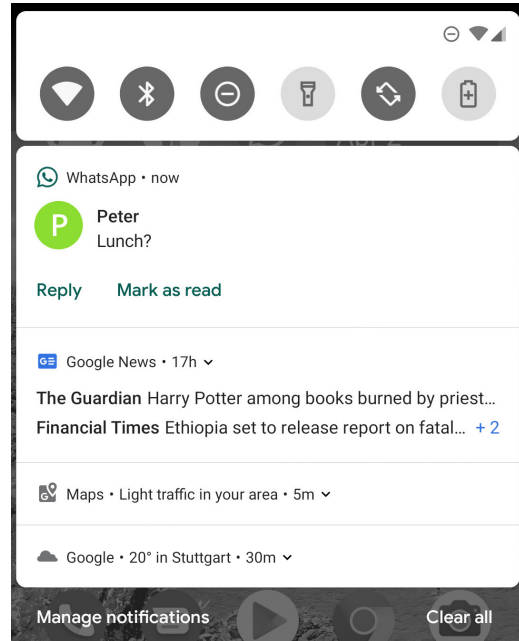 WhatsApp • now
P
Peter
Lunch?
Reply Mark as read
GE Google News • 17h
The Guardian Harry Potter among books burned by priest...
Financial Times Ethiopia set to release report on fatal... + 2
Maps • Light traffic in your area • 5m
Google • 20° in Stuttgart • 30m
Manage notifications Clear all